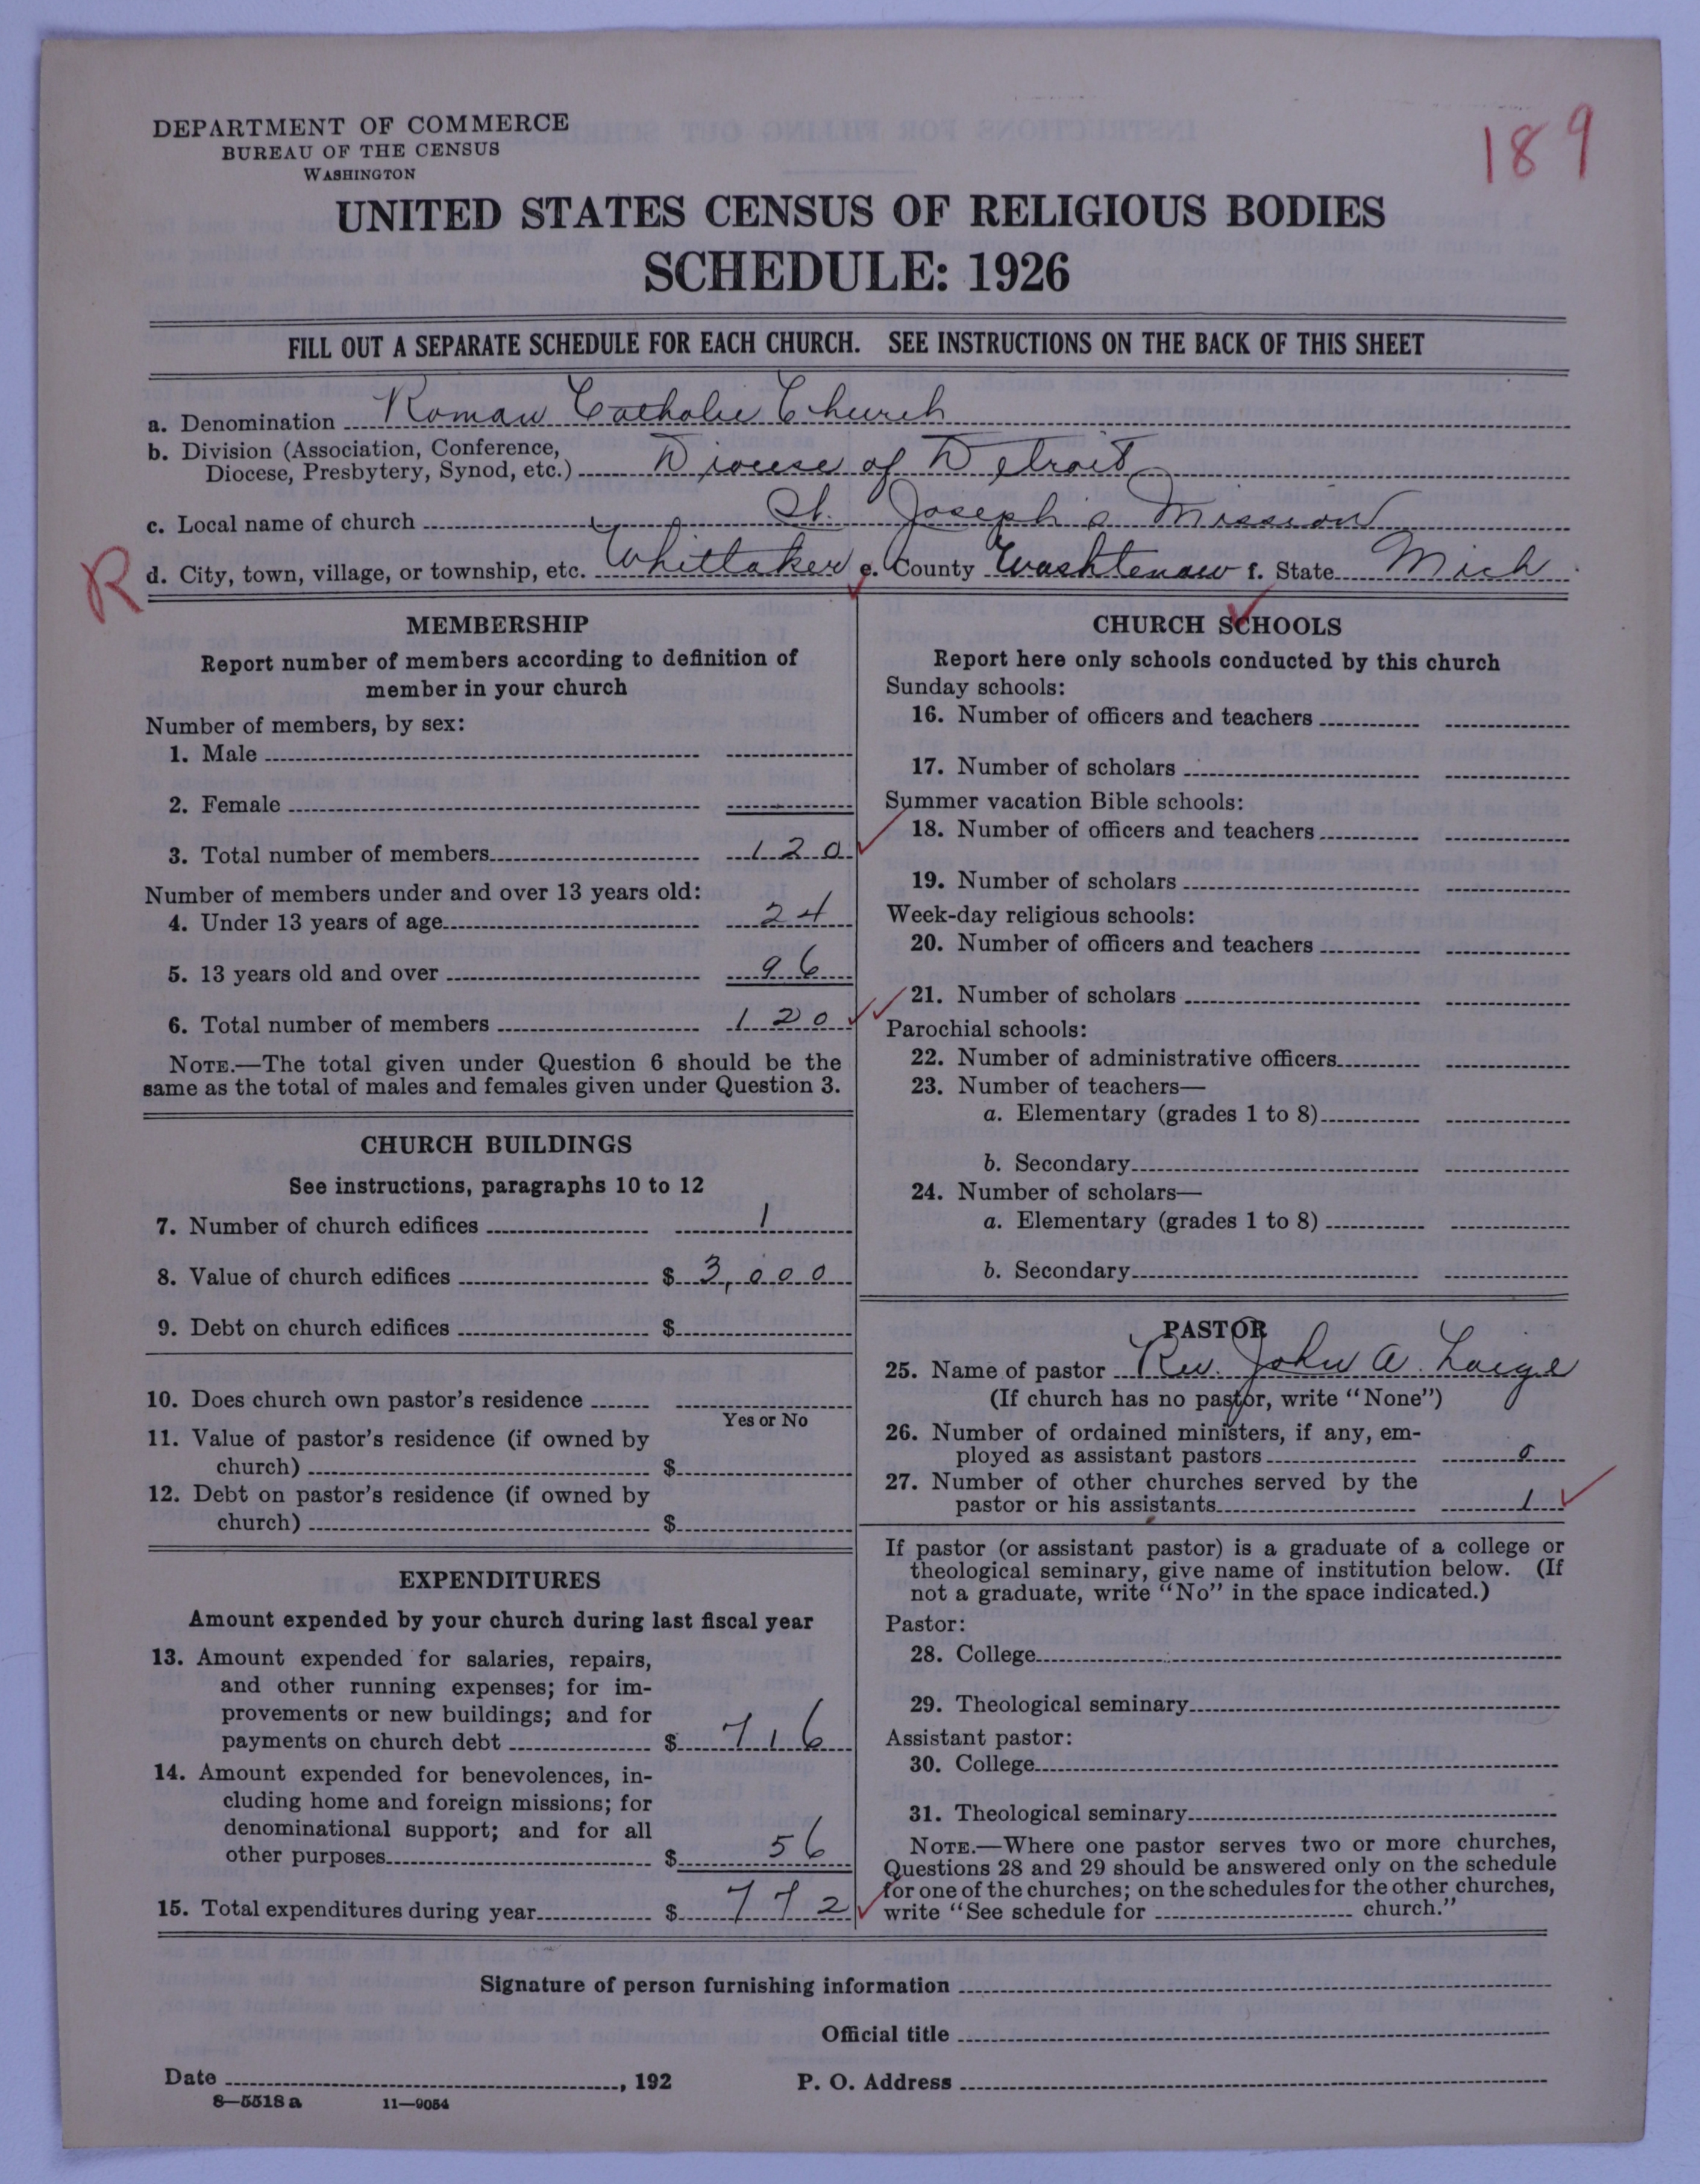 189
DEPARTMENT OF COMMERCE
BUREAU OF THE CENSUS
WASHINGTON
UNITED STATES CENSUS OF RELIGIOUS BODIES
SCHEDULE: 1926
FILL OUT A SEPARATE SCHEDULE FOR EACH CHURCH. SEE INSTRUCTIONS ON THE BACK OF THIS SHEET
a. Denomination Roman Catholic Church
b. Division (Association, Conference,
Diocese, Presbytery, Synod, etc.) Diocese of Detroit
c. Local name of church St. Joseph's Mission
R d. City, town, village, or township, etc. Whittaker e. County Washtenaw f. State Mich
MEMBERSHIP
Report number of members according to definition of
member in your church
Number of members, by sex:
1. Male
2. Female
3. Total number of members 120
Number of members under and over 13 years old:
4. Under 13 years of age 24
5. 13 years old and over 96
6. Total number of members 120
NOTE.—The total given under Question 6 should be the
same as the total of males and females given under Question 3.
CHURCH BUILDINGS
See instructions, paragraphs 10 to 12
7. Number of church edifices 1
8. Value of church edifices $ 3,000
9. Debt on church edifices $
10. Does church own pastor's residence
Yes or No
11. Value of pastor's residence (if owned by
church) $
12. Debt on pastor's residence (if owned by
church) $
EXPENDITURES
Amount expended by your church during last fiscal year
13. Amount expended for salaries, repairs,
and other running expenses; for im-
provements or new buildings; and for
payments on church debt $ 716
14. Amount expended for benevolences, in-
cluding home and foreign missions; for
denominational support; and for all
other purposes $ 56
15. Total expenditures during year $ 772
CHURCH SCHOOLS
Report here only schools conducted by this church
Sunday schools:
16. Number of officers and teachers
17. Number of scholars
Summer vacation Bible schools:
18. Number of officers and teachers
19. Number of scholars
Week-day religious schools:
20. Number of officers and teachers
21. Number of scholars
Parochial schools:
22. Number of administrative officers
23. Number of teachers—
a. Elementary (grades 1 to 8)
b. Secondary
24. Number of scholars—
a. Elementary (grades 1 to 8)
b. Secondary
PASTOR
25. Name of pastor Rev. John A. Laige
(If church has no pastor, write "None")
26. Number of ordained ministers, if any, em-
ployed as assistant pastors 0
27. Number of other churches served by the
pastor or his assistants 1
If pastor (or assistant pastor) is a graduate of a college or
theological seminary, give name of institution below. (If
not a graduate, write "No" in the space indicated.)
Pastor:
28. College
29. Theological seminary
Assistant pastor:
30. College
31. Theological seminary
NOTE.—Where one pastor serves two or more churches,
Questions 28 and 29 should be answered only on the schedule
for one of the churches; on the schedules for the other churches,
write "See schedule for church."
Signature of person furnishing information
Official title
Date , 192
P. O. Address
8—5518 a 11—9054